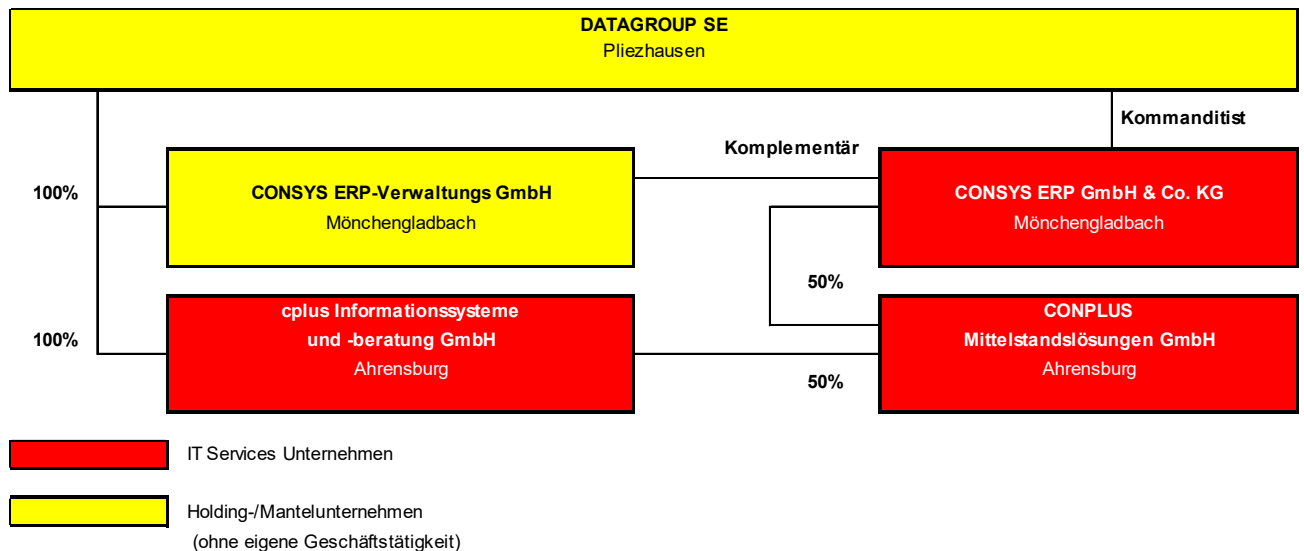 DATAGROUP SE
Pliezhausen
Kommanditist
Komplementär
100%
CONSYS ERP-Verwaltungs GmbH
Mönchengladbach
CONSYS ERP GmbH & Co. KG
Mönchengladbach
50%
100%
cplus Informationssysteme
und -beratung GmbH
Ahrensburg
CONPLUS
Mittelstandslösungen GmbH
Ahrensburg
50%
IT Services Unternehmen
Holding-/Mantelunternehmen
(ohne eigene Geschäftstätigkeit)